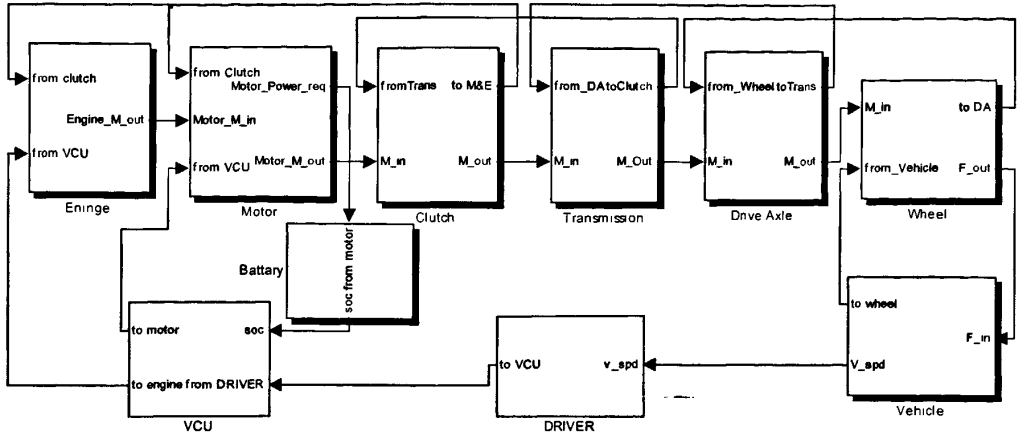 from clutch
Engine_M_out
from VCU
Eninge
from Clutch
Motor_Power_req
Motor_M_in
Motor_M_out
from VCU
Motor
fromTrans
to M&E
M_in
M_out
Clutch
from_DAtoClutch
M_in
M_Out
Transmission
from_WheeltoTrans
M_in
M_out
Drive Axle
M_in
to DA
from_Vehicle
F_out
Wheel
Battary
soc from motor
to motor
soc
to engine
from DRIVER
VCU
to VCU
v_spd
DRIVER
to wheel
F_in
V_spd
Vehicle